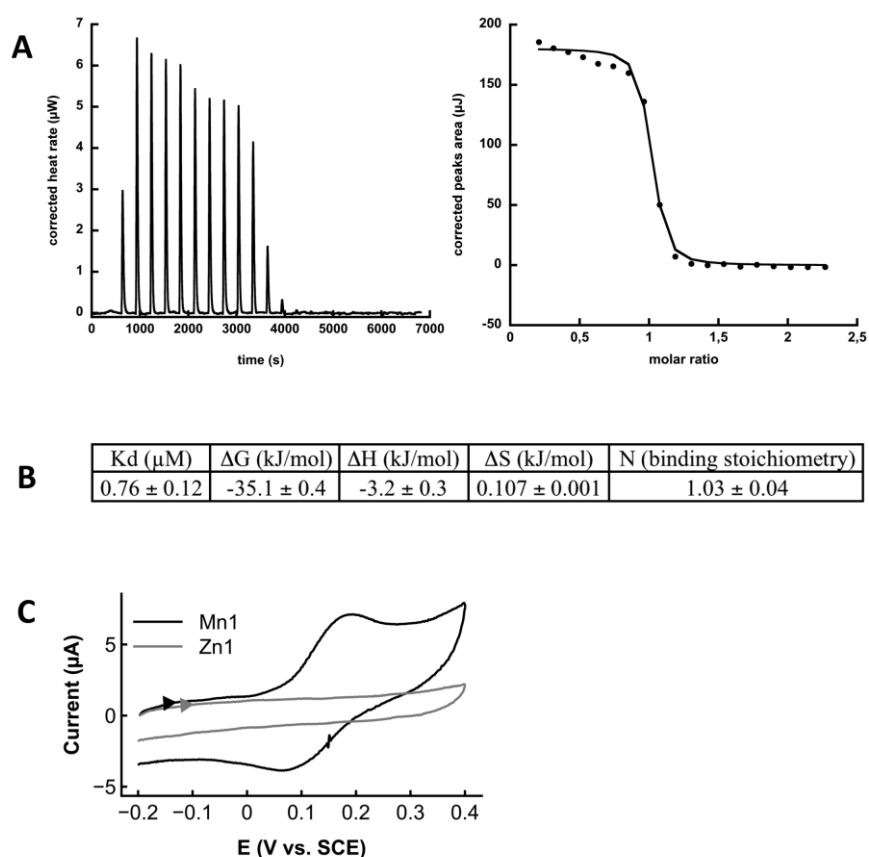 A
corrected heat rate (µW)
7
6
5
4
3
2
1
0
0 1000 2000 3000 4000 5000 6000 7000
time (s)
corrected peaks area (µJ)
200
150
100
50
0
-50
0 0,5 1 1,5 2 2,5
molar ratio
B
Kd (µM) ΔG (kJ/mol) ΔH (kJ/mol) ΔS (kJ/mol) N (binding stoichiometry)
0.76 ± 0.12 -35.1 ± 0.4 -3.2 ± 0.3 0.107 ± 0.001 1.03 ± 0.04
C
Mn1
Zn1
Current (µA)
5
0
−5
−0.2 −0.1 0 0.1 0.2 0.3 0.4
E (V vs. SCE)